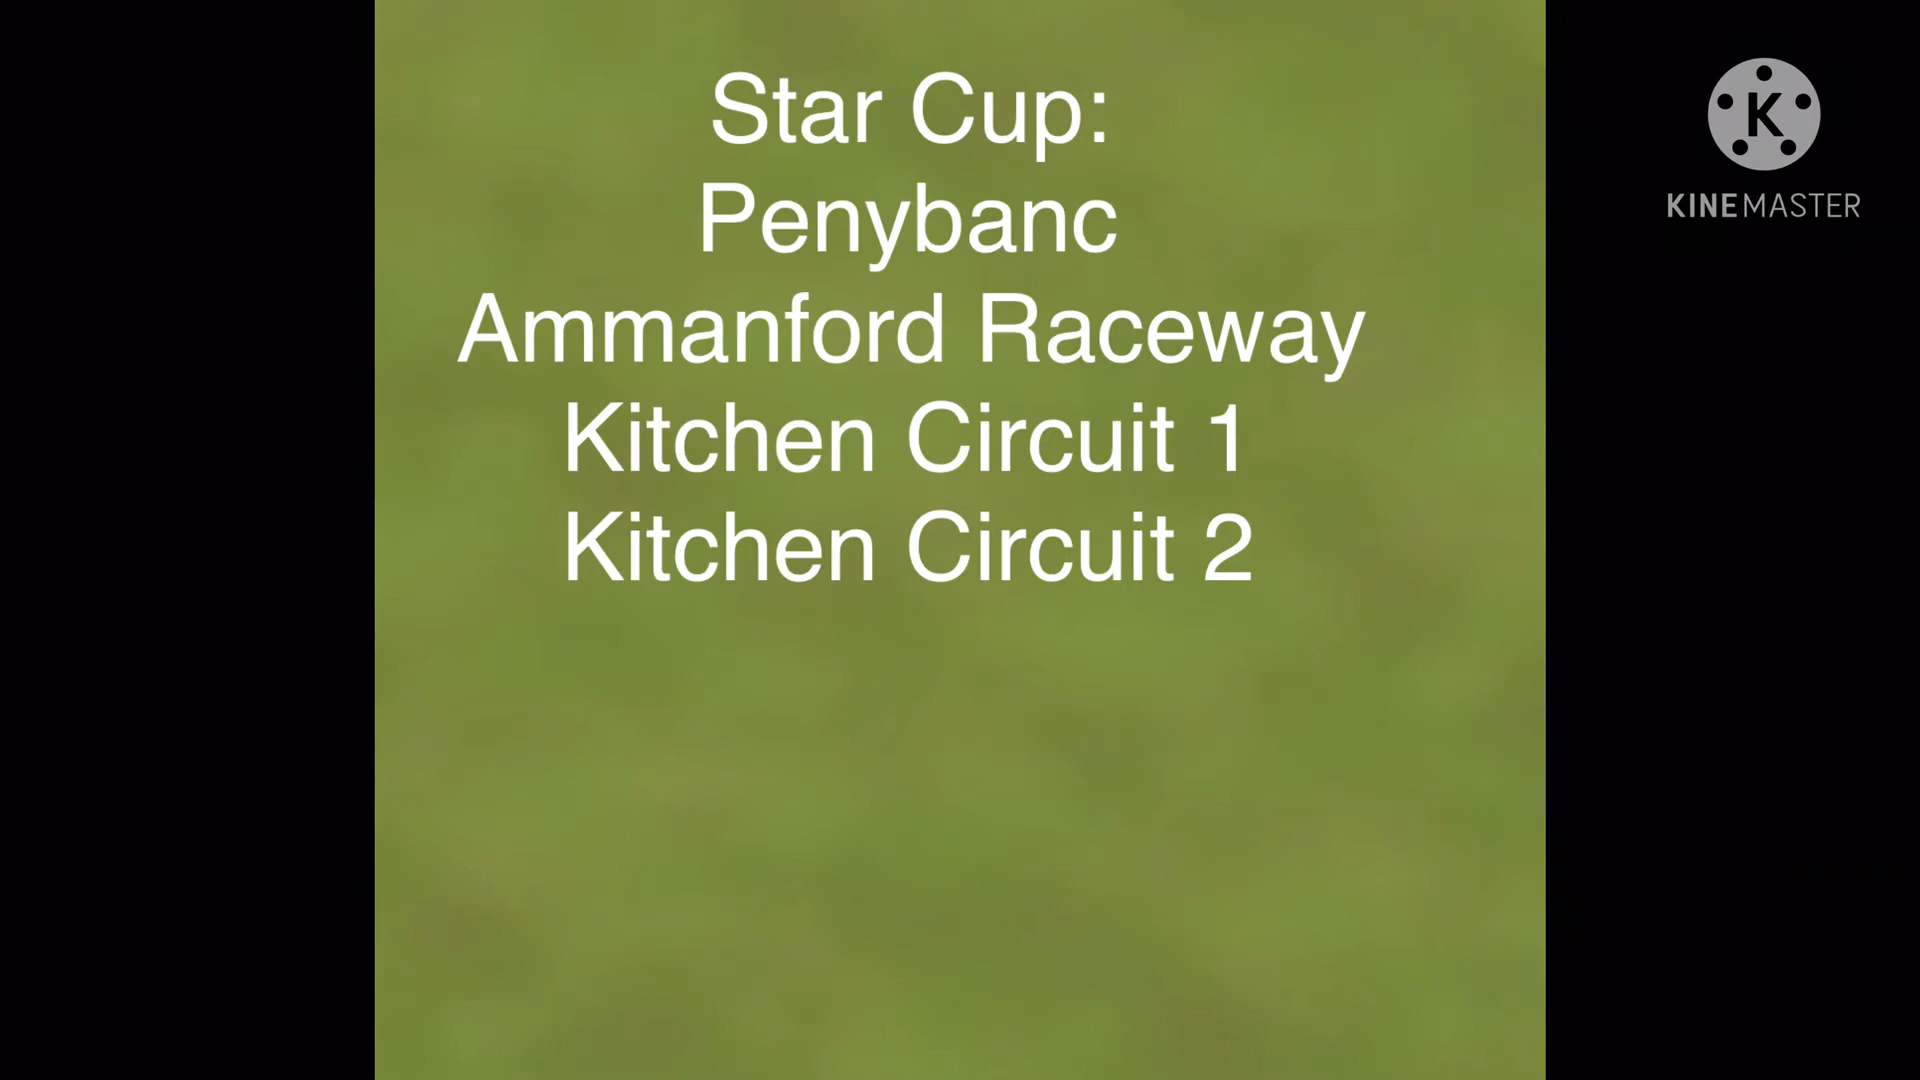 Star Cup:
Penybanc
Ammanford Raceway
Kitchen Circuit 1
Kitchen Circuit 2
K
KINEMASTER